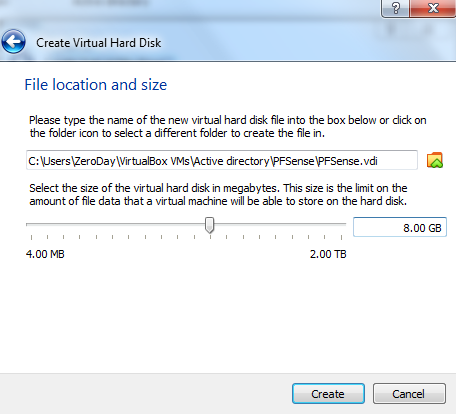 Create Virtual Hard Disk
File location and size
Please type the name of the new virtual hard disk file into the box below or click on
the folder icon to select a different folder to create the file in.
C:\Users\ZeroDay\VirtualBox VMs\Active directory\PFSense\PFSense.vdi
Select the size of the virtual hard disk in megabytes. This size is the limit on the
amount of file data that a virtual machine will be able to store on the hard disk.
8.00 GB
4.00 MB 2.00 TB
Create Cancel